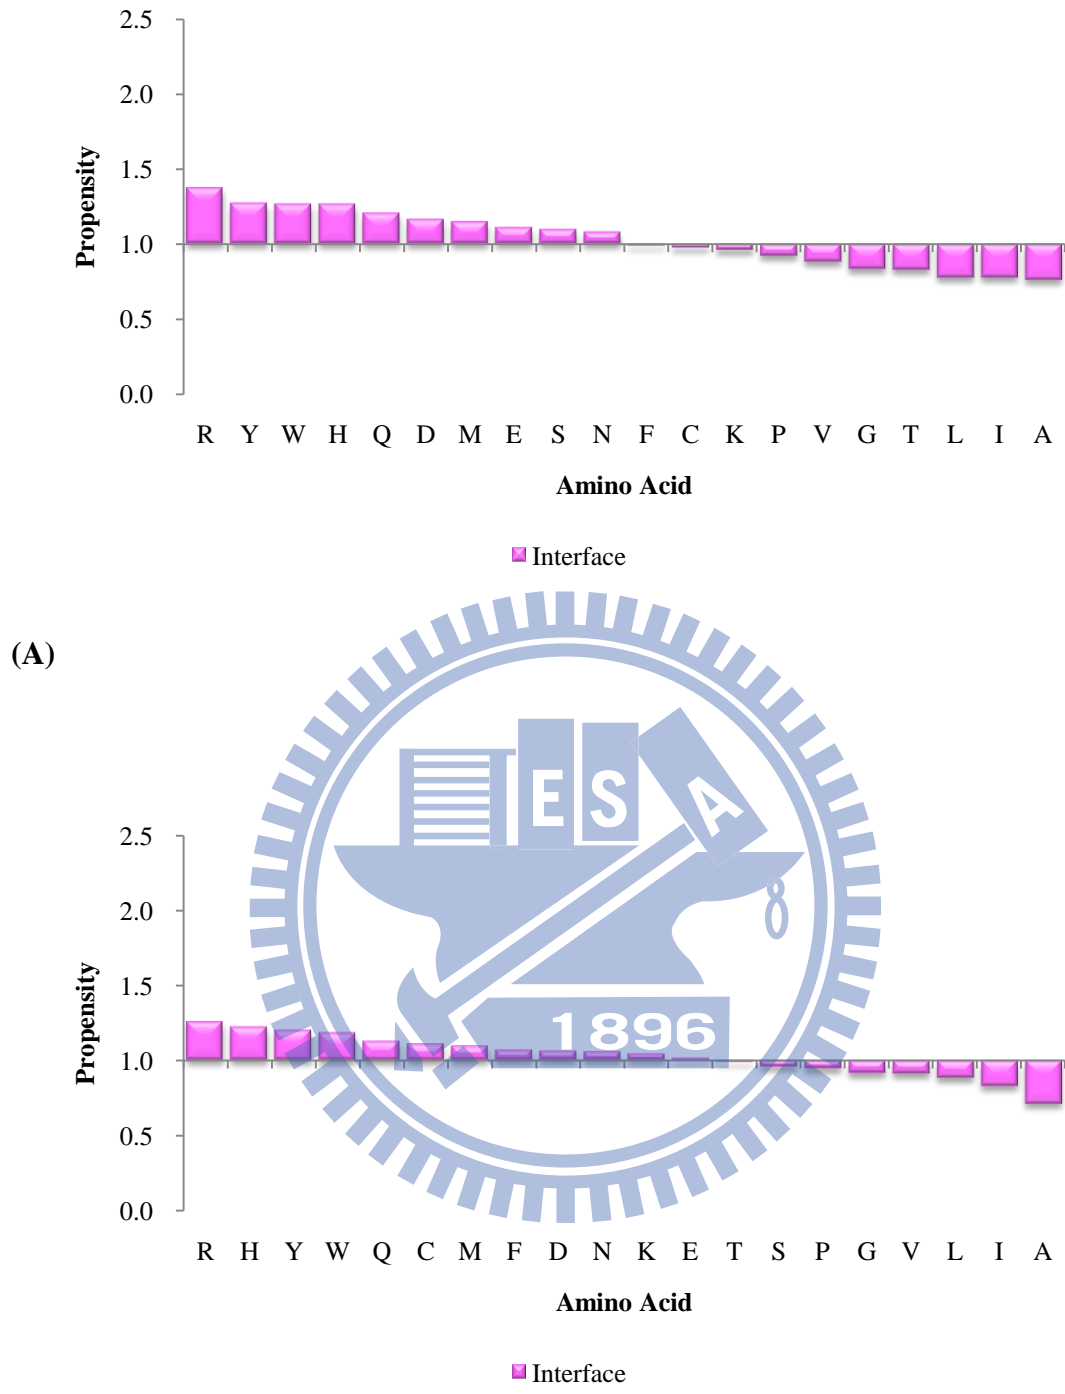 2.5
2.0
1.5
1.0
0.5
0.0
Propensity
R Y W H Q D M E S N F C K P V G T L I A
Amino Acid
Interface
(A)
E S A
1896
2.5
2.0
1.5
1.0
0.5
0.0
Propensity
R H Y W Q C M F D N K E T S P G V L I A
Amino Acid
Interface